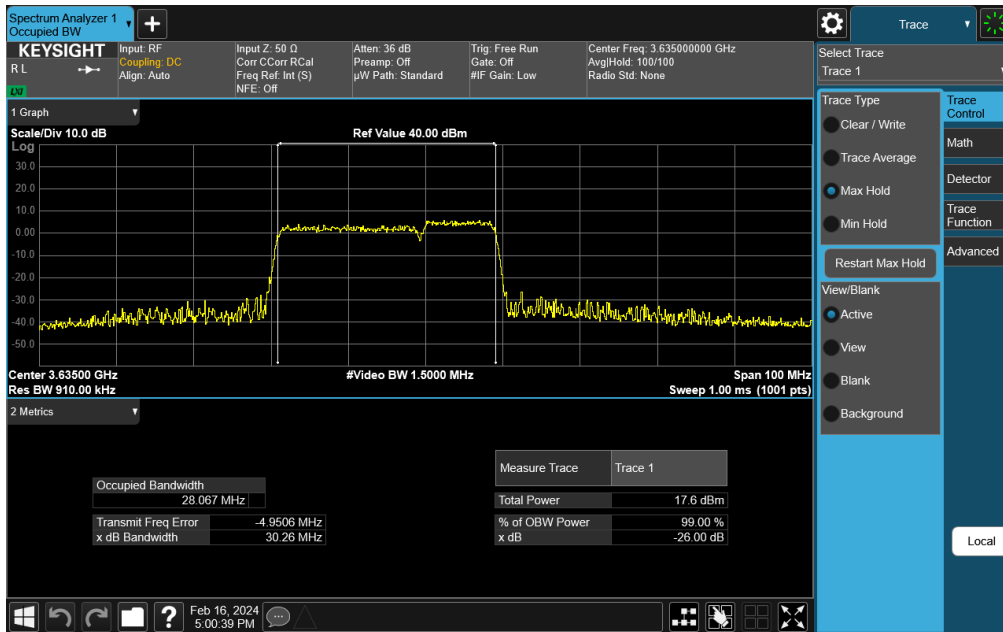 Spectrum Analyzer 1
Occupied BW
Trace
KEYSIGHT
R L
LXI
Input: RF
Coupling: DC
Align: Auto
Input Z: 50 Ω
Corr CCorr RCal
Freq Ref: Int (S)
NFE: Off
Atten: 36 dB
Preamp: Off
µW Path: Standard
Trig: Free Run
Gate: Off
#IF Gain: Low
Center Freq: 3.635000000 GHz
Avg|Hold: 100/100
Radio Std: None
Select Trace
Trace 1
1 Graph
Scale/Div 10.0 dB
Ref Value 40.00 dBm
Log
30.0
20.0
10.0
0.00
-10.0
-20.0
-30.0
-40.0
-50.0
Center 3.63500 GHz
#Video BW 1.5000 MHz
Span 100 MHz
Res BW 910.00 kHz
Sweep 1.00 ms (1001 pts)
2 Metrics
Measure Trace Trace 1
Occupied Bandwidth
28.067 MHz
Total Power 17.6 dBm
Transmit Freq Error -4.9506 MHz
% of OBW Power 99.00 %
x dB Bandwidth 30.26 MHz
x dB -26.00 dB
Trace Type
Clear / Write
Trace Average
Max Hold
Min Hold
Restart Max Hold
View/Blank
Active
View
Blank
Background
Trace
Control
Math
Detector
Trace
Function
Advanced
Local
?
Feb 16, 2024
5:00:39 PM